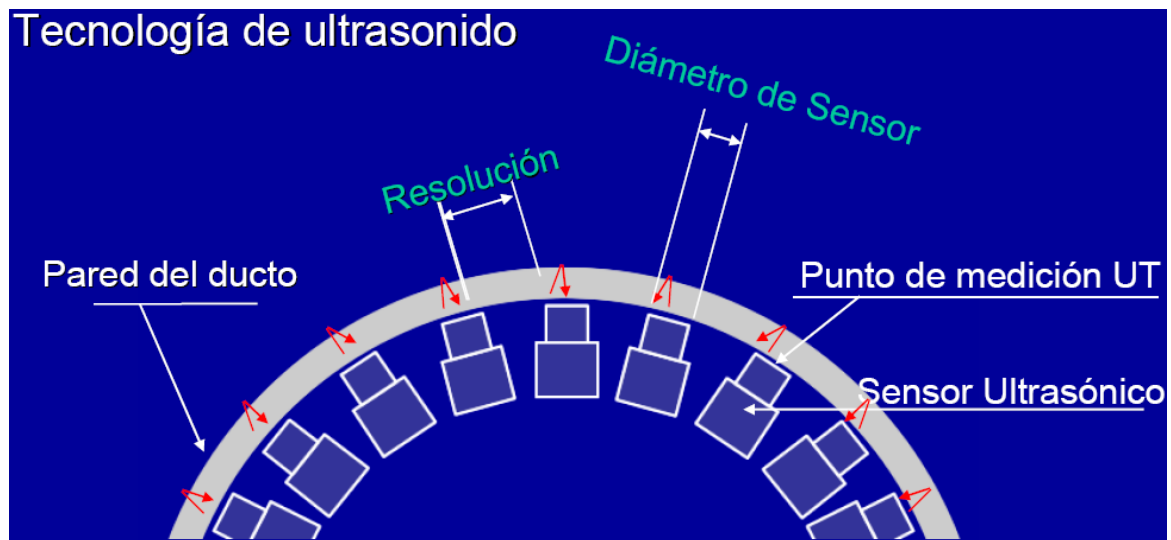 Tecnología de ultrasonido
Diámetro de Sensor
Resolución
Pared del ducto
Punto de medición UT
Sensor Ultrasónico